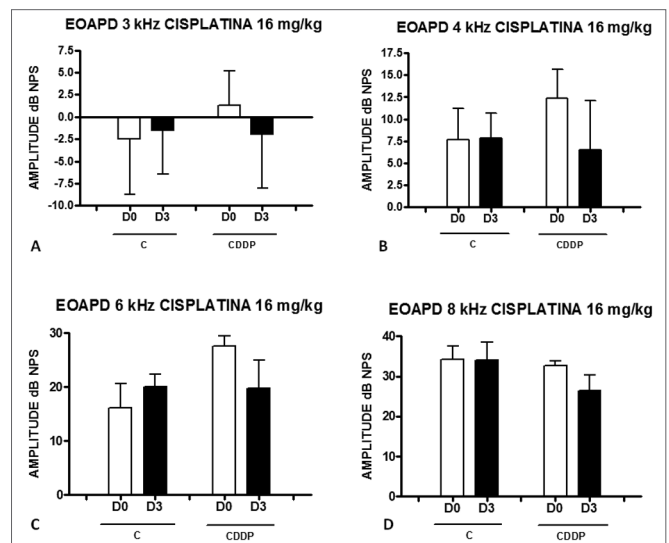 EOAPD 3 kHz CISPLATINA 16 mg/kg
AMPLITUDE dB NPS
7.5
5.0
2.5
0.0
-2.5
-5.0
-7.5
-10.0
D0 D3 D0 D3
C CDDP
A
EOAPD 4 kHz CISPLATINA 16 mg/kg
AMPLITUDE dB NPS
17.5
15.0
12.5
10.0
7.5
5.0
2.5
0.0
D0 D3 D0 D3
C CDDP
B
EOAPD 6 kHz CISPLATINA 16 mg/kg
AMPLITUDE dB NPS
30
20
10
0
D0 D3 D0 D3
C CDDP
C
EOAPD 8 kHz CISPLATINA 16 mg/kg
AMPLITUDE dB NPS
40
30
20
10
0
D0 D3 D0 D3
C CDDP
D